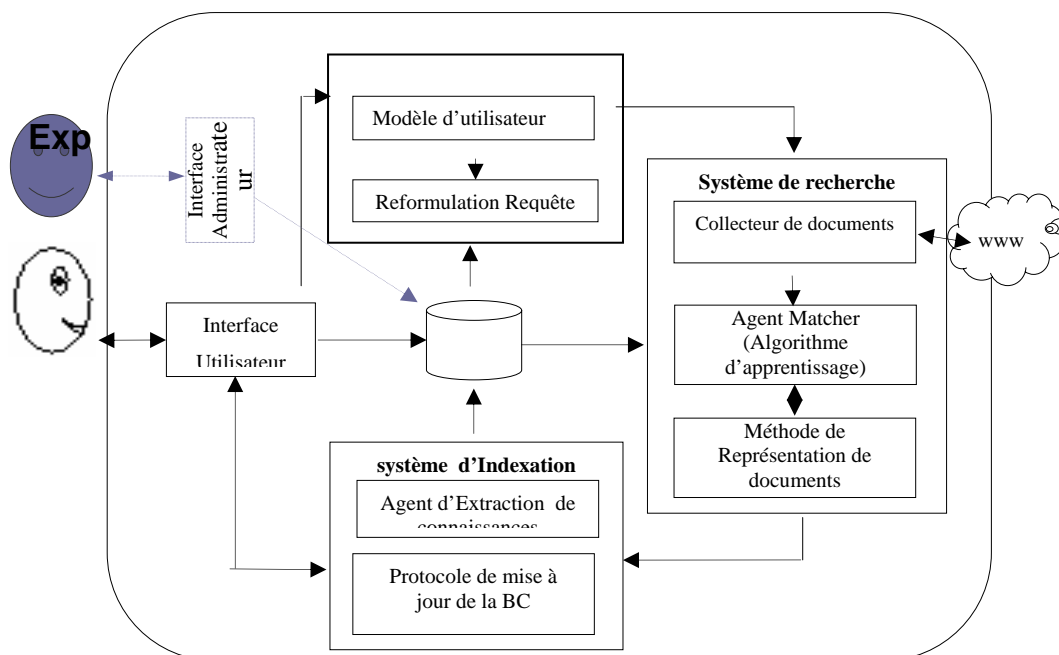 Exp
Interface
Administrate
ur
Modèle d’utilisateur
Reformulation Requête
Système de recherche
Collecteur de documents
www
Agent Matcher
(Algorithme
d’apprentissage)
Méthode de
Représentation de
documents
Interface
Utilisateur
système d’Indexation
Agent d’Extraction de
connaissances
Protocole de mise à
jour de la BC